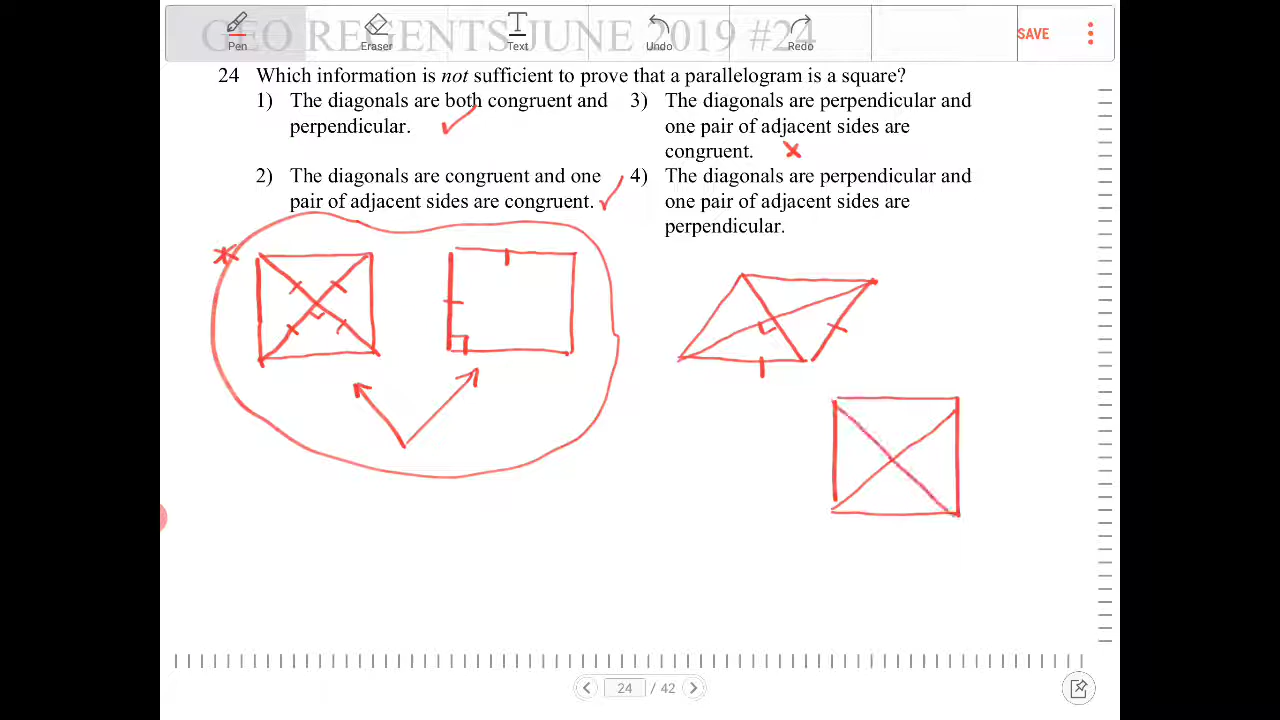 GEO REGENTS JUNE 2019 #24
Pen
Eraser
Text
Undo
Redo
SAVE
24 Which information is not sufficient to prove that a parallelogram is a square?
1) The diagonals are both congruent and
perpendicular.
2) The diagonals are congruent and one
pair of adjacent sides are congruent.
3) The diagonals are perpendicular and
one pair of adjacent sides are
congruent.
4) The diagonals are perpendicular and
one pair of adjacent sides are
perpendicular.
24 / 42